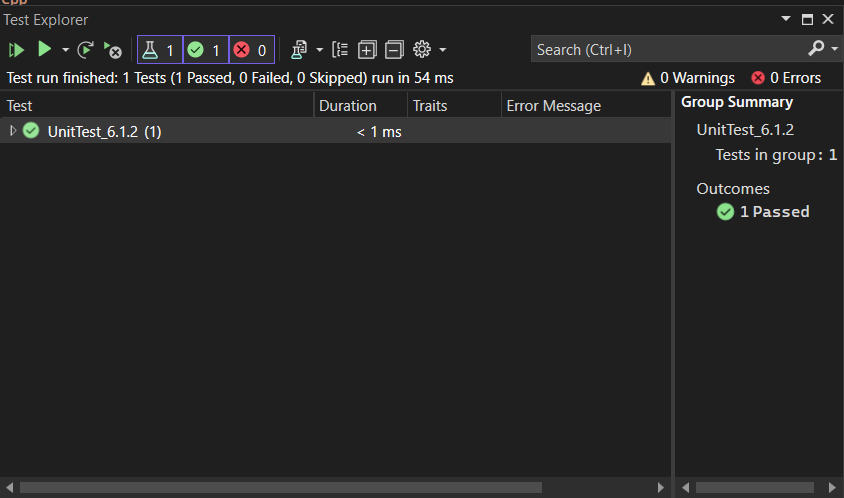 Cpp
Test Explorer
1 1 0 Search (Ctrl+I)
Test run finished: 1 Tests (1 Passed, 0 Failed, 0 Skipped) run in 54 ms 0 Warnings 0 Errors
Test Duration Traits Error Message
UnitTest_6.1.2 (1) < 1 ms
Group Summary
UnitTest_6.1.2
Tests in group: 1
Outcomes
1 Passed